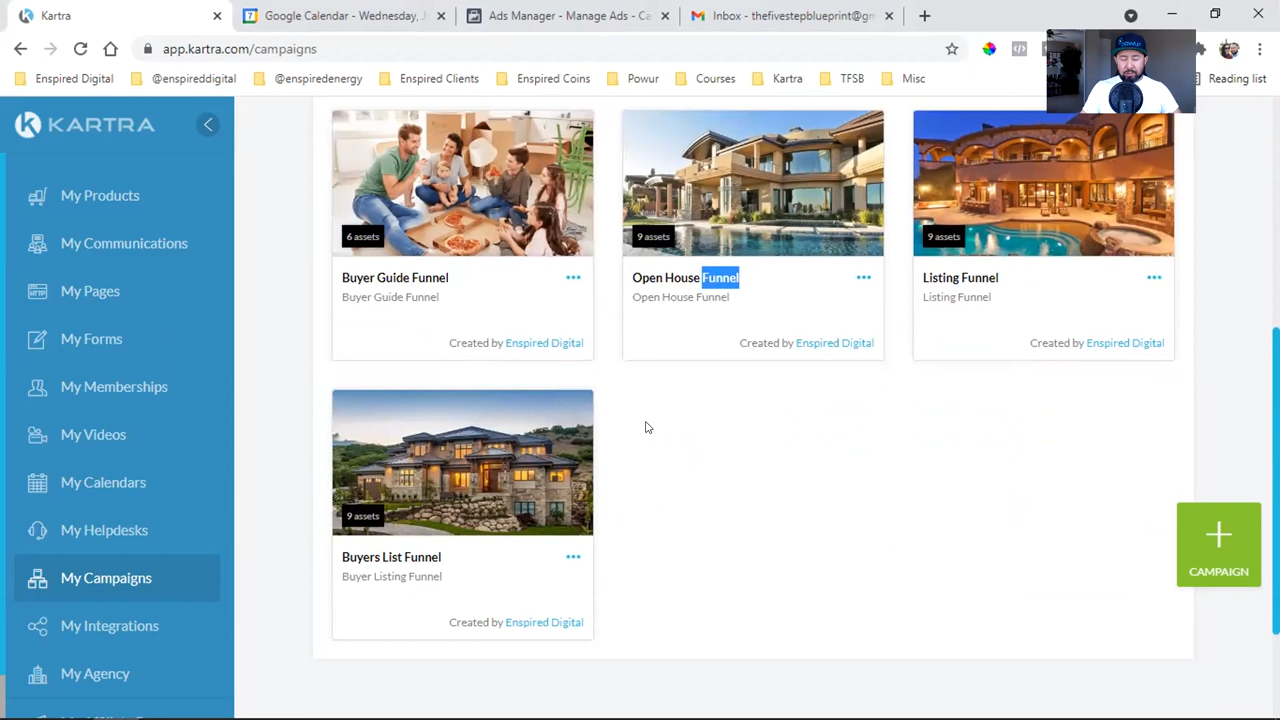 Kartra
Google Calendar - Wednesday, J
Ads Manager - Manage Ads - Ca
Inbox - thefivestepblueprint@gm
app.kartra.com/campaigns
Enspired Digital
@enspireddigital
@enspiredenergy
Enspired Clients
Enspired Coins
Powur
Courses
Kartra
TFSB
Misc
Reading list
KARTRA
My Products
My Communications
My Pages
My Forms
My Memberships
My Videos
My Calendars
My Helpdesks
My Campaigns
My Integrations
My Agency
6 assets
Buyer Guide Funnel
Buyer Guide Funnel
Created by Enspired Digital
9 assets
Open House Funnel
Open House Funnel
Created by Enspired Digital
9 assets
Listing Funnel
Listing Funnel
Created by Enspired Digital
9 assets
Buyers List Funnel
Buyer Listing Funnel
Created by Enspired Digital
CAMPAIGN